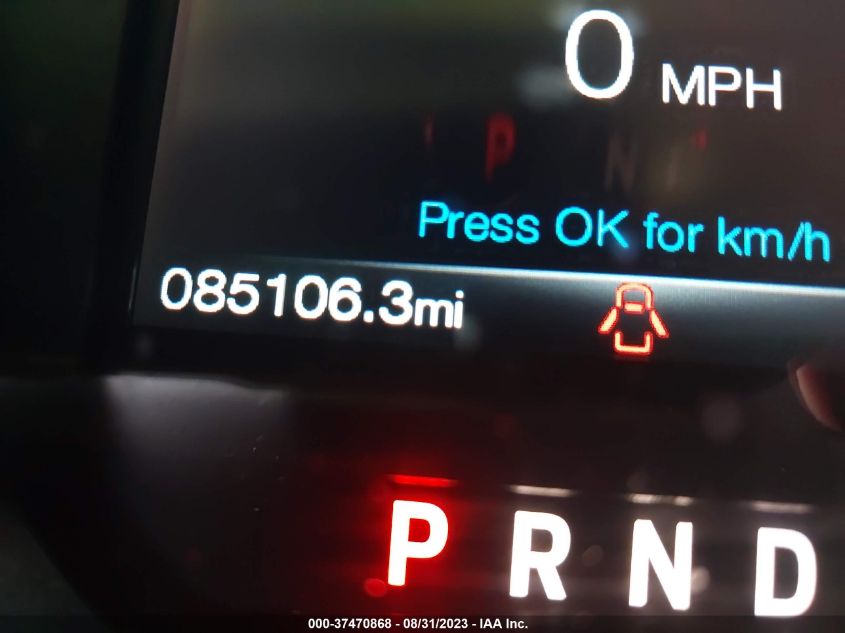 0 MPH
P N
Press OK for km/h
085106.3mi
P R N D
000-37470868 - 08/31/2023 - IAA Inc.